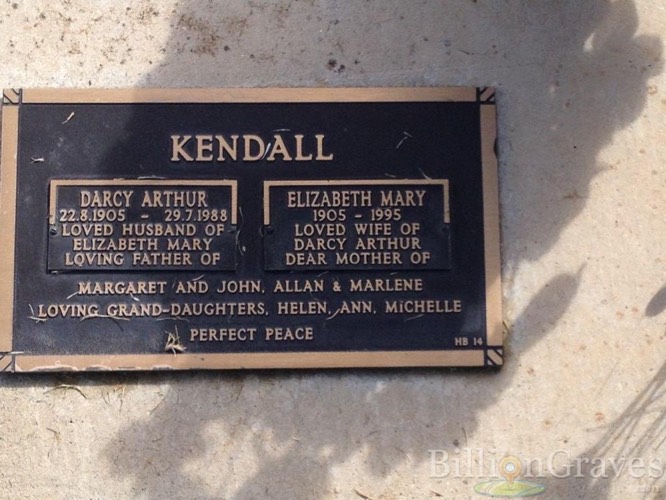 KENDALL
DARCY ARTHUR
22.8.1905 - 29.7.1988
LOVED HUSBAND OF
ELIZABETH MARY
LOVING FATHER OF
ELIZABETH MARY
1905 - 1995
LOVED WIFE OF
DARCY ARTHUR
DEAR MOTHER OF
MARGARET AND JOHN, ALLAN & MARLENE
LOVING GRAND-DAUGHTERS, HELEN, ANN, MICHELLE
PERFECT PEACE
HB 14
BillionGraves